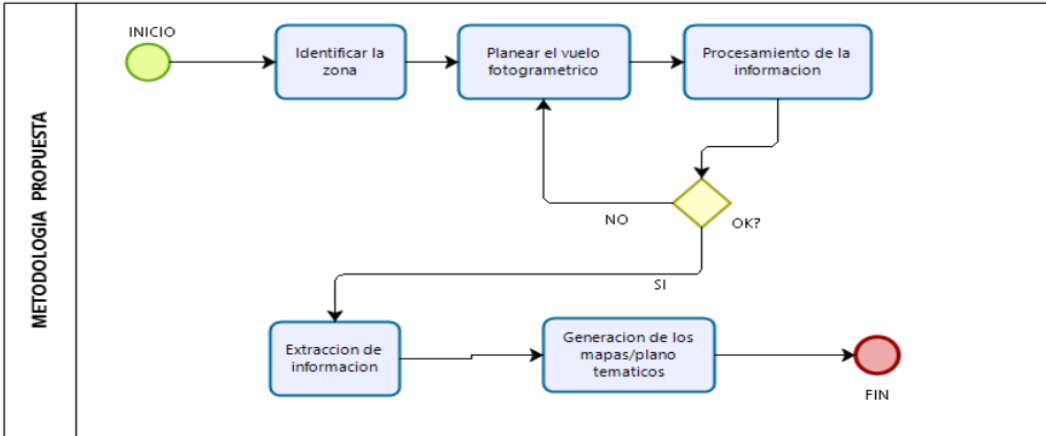 METODOLOGIA PROPUESTA
INICIO
Identificar la
zona
Planear el vuelo
fotogrametrico
Procesamiento de la
informacion
OK?
NO
SI
Extraccion de
informacion
Generacion de los
mapas/plano
tematicos
FIN